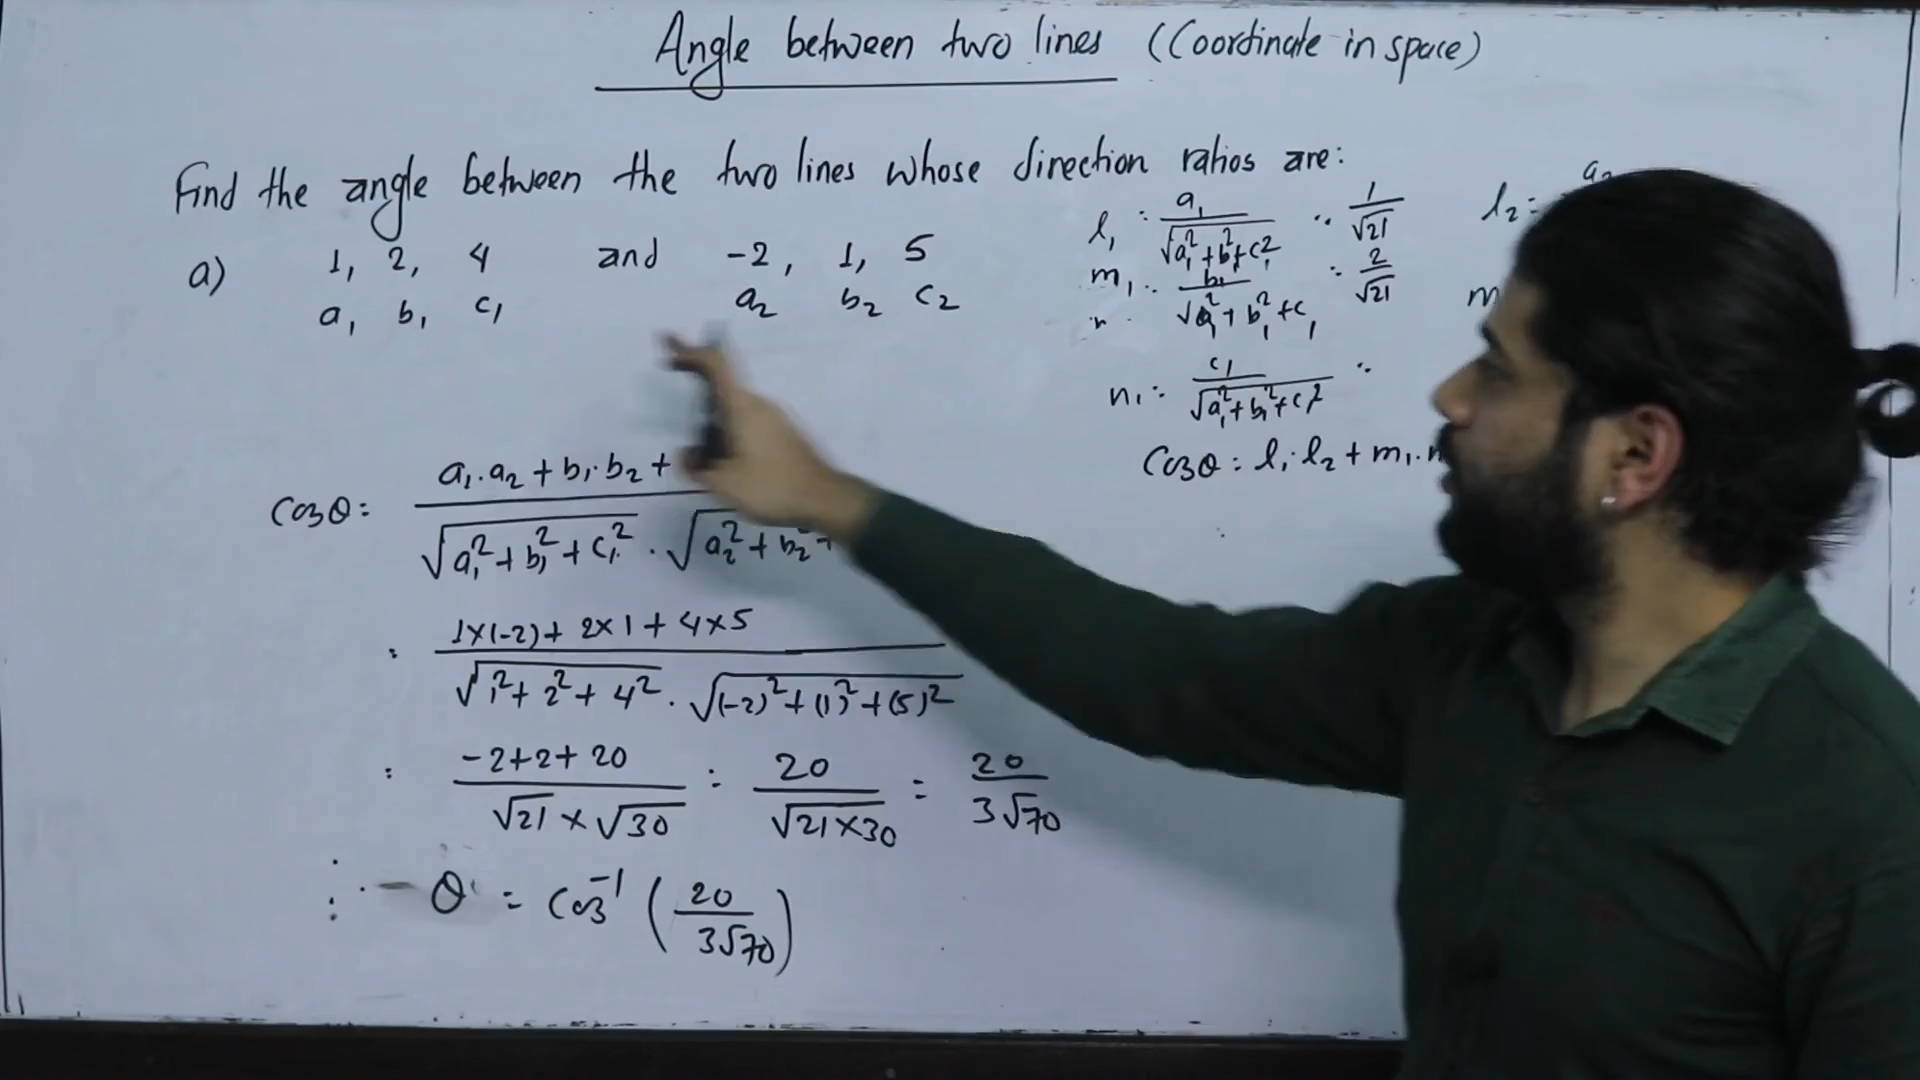 Angle between two lines (Coordinate in space)
Find the angle between the two lines whose direction ratios are:
a) 1, 2, 4 and -2, 1, 5
a₁ b₁ c₁ a₂ b₂ c₂
Cosθ = a₁.a₂ + b₁.b₂ + / √a₁²+b₁²+c₁² . √a₂²+b₂²+
= 1×(-2)+ 2×1 + 4×5 / √1²+2²+4² . √(-2)²+(1)²+(5)²
= -2+2+20 / √21 × √30 = 20 / √21×30 = 20 / 3√70
∴ θ = Cos⁻¹ (20 / 3√70)
l₁ = a₁ / √a₁²+b₁²+c₁² = 1 / √21
m₁ = b₁ / √a₁²+b₁²+c₁ = 2 / √21
n₁ = c₁ / √a₁²+b₁²+c₁² =
Cosθ = l₁.l₂ + m₁.
l₂ = a₂
m